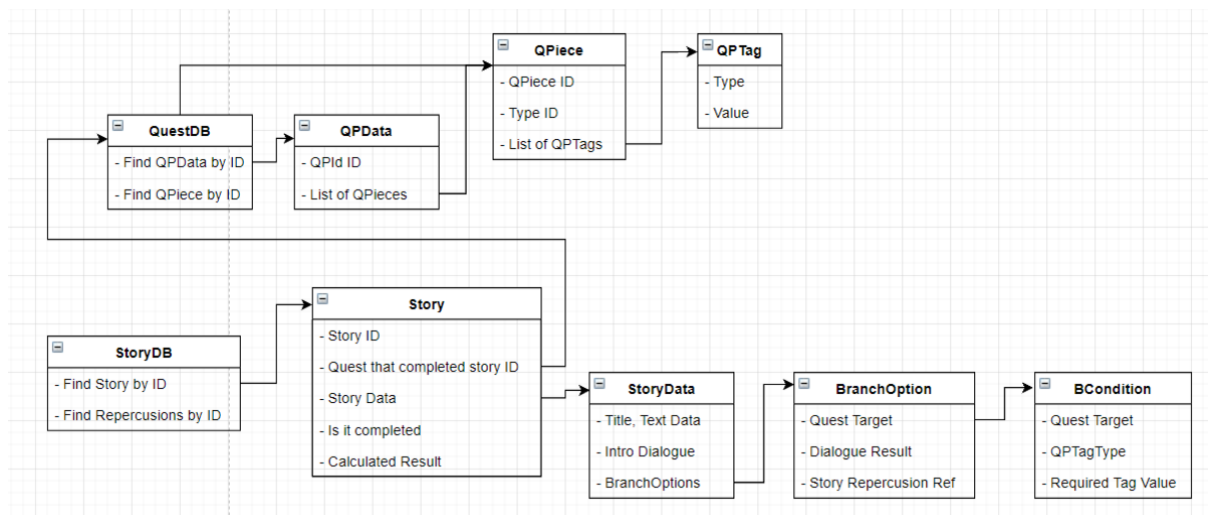 QPiece
- QPiece ID
- Type ID
- List of QPTags
QPTag
- Type
- Value
QuestDB
- Find QPData by ID
- Find QPiece by ID
QPData
- QPId ID
- List of QPieces
Story
- Story ID
- Quest that completed story ID
- Story Data
- Is it completed
- Calculated Result
StoryDB
- Find Story by ID
- Find Repercusions by ID
StoryData
- Title, Text Data
- Intro Dialogue
- BranchOptions
BranchOption
- Quest Target
- Dialogue Result
- Story Repercusion Ref
BCondition
- Quest Target
- QPTagType
- Required Tag Value